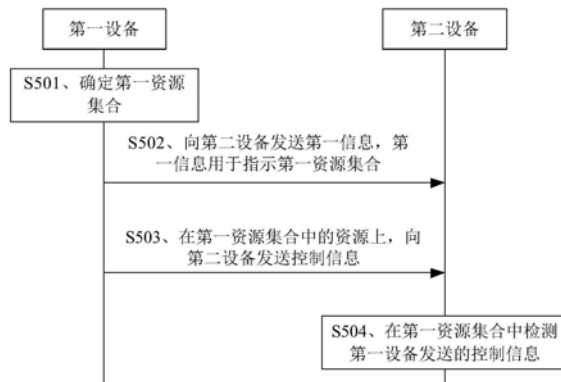 第一设备
第二设备
S501、确定第一资源
集合
S502、向第二设备发送第一信息，第
一信息用于指示第一资源集合
S503、在第一资源集合中的资源上，向
第二设备发送控制信息
S504、在第一资源集合中检测
第一设备发送的控制信息